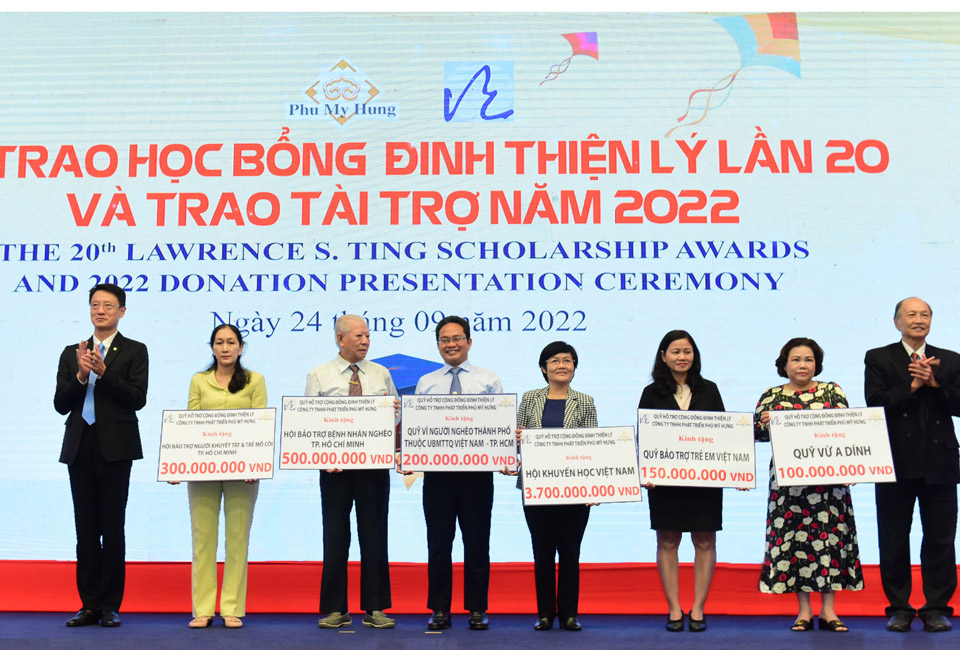 Phu My Hung
TRAO HỌC BỔNG ĐINH THIỆN LÝ LẦN 20
VÀ TRAO TÀI TRỢ NĂM 2022
THE 20th LAWRENCE S. TING SCHOLARSHIP AWARDS
AND 2022 DONATION PRESENTATION CEREMONY
Ngày 24 tháng 09 năm 2022
QUỸ HỖ TRỢ CỘNG ĐỒNG ĐINH THIỆN LÝ
CÔNG TY TNHH PHÁT TRIỂN PHÚ MỸ HƯNG
Kính tặng
HỘI BẢO TRỢ NGƯỜI KHUYẾT TẬT & TRẺ MỒ CÔI
TP. HỒ CHÍ MINH
300.000.000 VND
QUỸ HỖ TRỢ CỘNG ĐỒNG ĐINH THIỆN LÝ
CÔNG TY TNHH PHÁT TRIỂN PHÚ MỸ HƯNG
Kính tặng
HỘI BẢO TRỢ BỆNH NHÂN NGHÈO
TP. HỒ CHÍ MINH
500.000.000 VND
QUỸ HỖ TRỢ CỘNG ĐỒNG ĐINH THIỆN LÝ
CÔNG TY TNHH PHÁT TRIỂN PHÚ MỸ HƯNG
Kính tặng
QUỸ VÌ NGƯỜI NGHÈO THÀNH PHỐ
THUỘC UBMTTQ VIỆT NAM - TP. HCM
200.000.000 VND
QUỸ HỖ TRỢ CỘNG ĐỒNG ĐINH THIỆN LÝ
CÔNG TY TNHH PHÁT TRIỂN PHÚ MỸ HƯNG
Kính tặng
HỘI KHUYẾN HỌC VIỆT NAM
3.700.000.000 VND
QUỸ HỖ TRỢ CỘNG ĐỒNG ĐINH THIỆN LÝ
CÔNG TY TNHH PHÁT TRIỂN PHÚ MỸ HƯNG
Kính tặng
QUỸ BẢO TRỢ TRẺ EM VIỆT NAM
150.000.000 VND
QUỸ HỖ TRỢ CỘNG ĐỒNG ĐINH THIỆN LÝ
CÔNG TY TNHH PHÁT TRIỂN PHÚ MỸ HƯNG
Kính tặng
QUỸ VỪ A DÍNH
100.000.000 VND